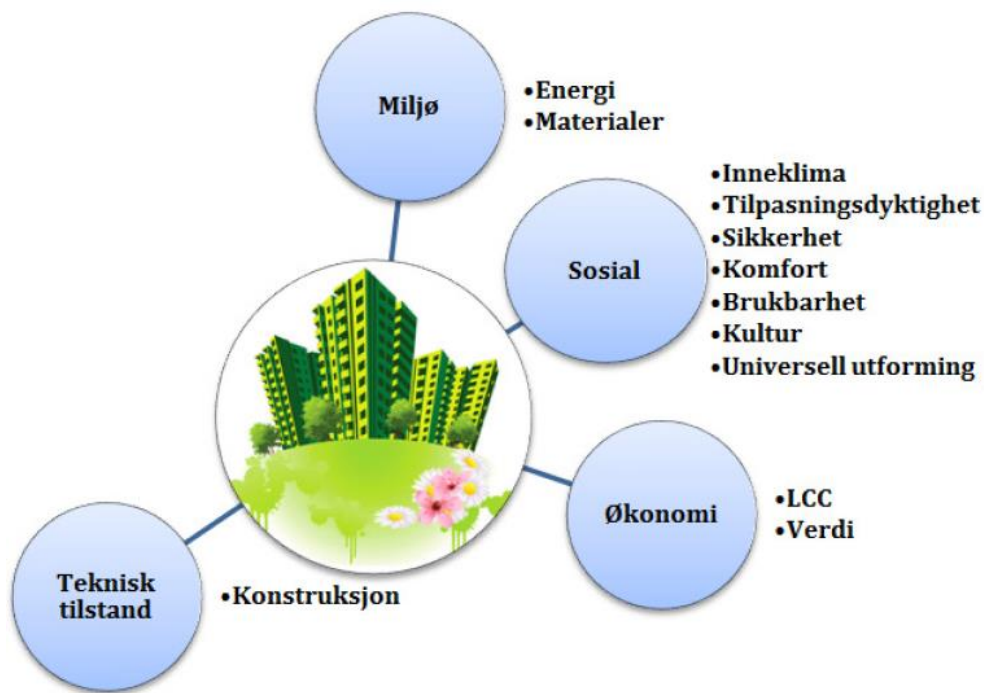 Miljø
•Energi
•Materialer
Sosial
•Inneklima
•Tilpasningsdyktighet
•Sikkerhet
•Komfort
•Brukbarhet
•Kultur
•Universell utforming
Økonomi
•LCC
•Verdi
Teknisk
tilstand
•Konstruksjon